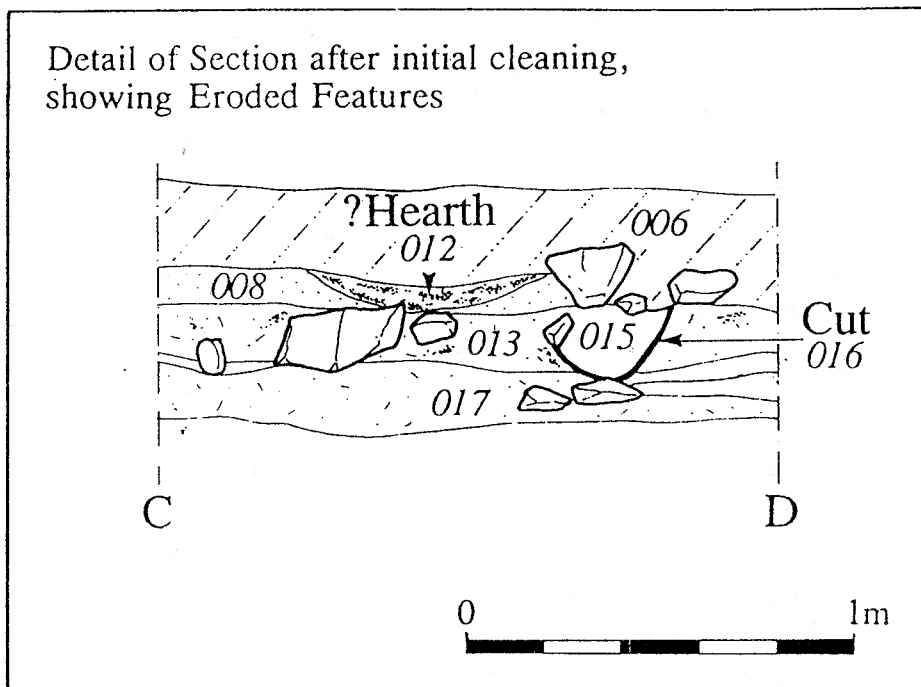 Detail of Section after initial cleaning,
showing Eroded Features
?Hearth
012
006
008
013
015
Cut
016
017
C
D
0
1m